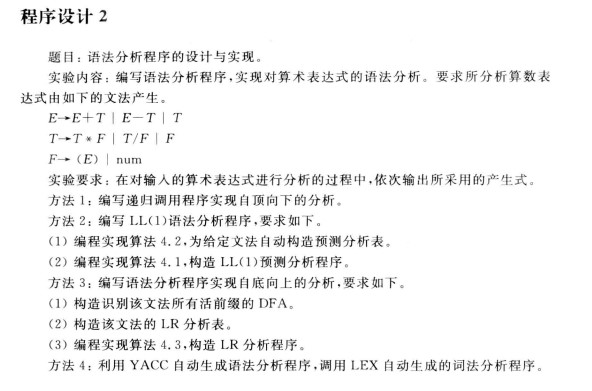 程序设计 2
题目：语法分析程序的设计与实现。
实验内容：编写语法分析程序，实现对算术表达式的语法分析。要求所分析算数表
达式由如下的文法产生。
E→E+T | E−T | T
T→T * F | T/F | F
F→ (E) | num
实验要求：在对输入的算术表达式进行分析的过程中，依次输出所采用的产生式。
方法 1：编写递归调用程序实现自顶向下的分析。
方法 2：编写 LL(1)语法分析程序，要求如下。
(1) 编程实现算法 4.2，为给定文法自动构造预测分析表。
(2) 编程实现算法 4.1，构造 LL(1)预测分析程序。
方法 3：编写语法分析程序实现自底向上的分析，要求如下。
(1) 构造识别该文法所有活前缀的 DFA。
(2) 构造该文法的 LR 分析表。
(3) 编程实现算法 4.3，构造 LR 分析程序。
方法 4：利用 YACC 自动生成语法分析程序，调用 LEX 自动生成的词法分析程序。